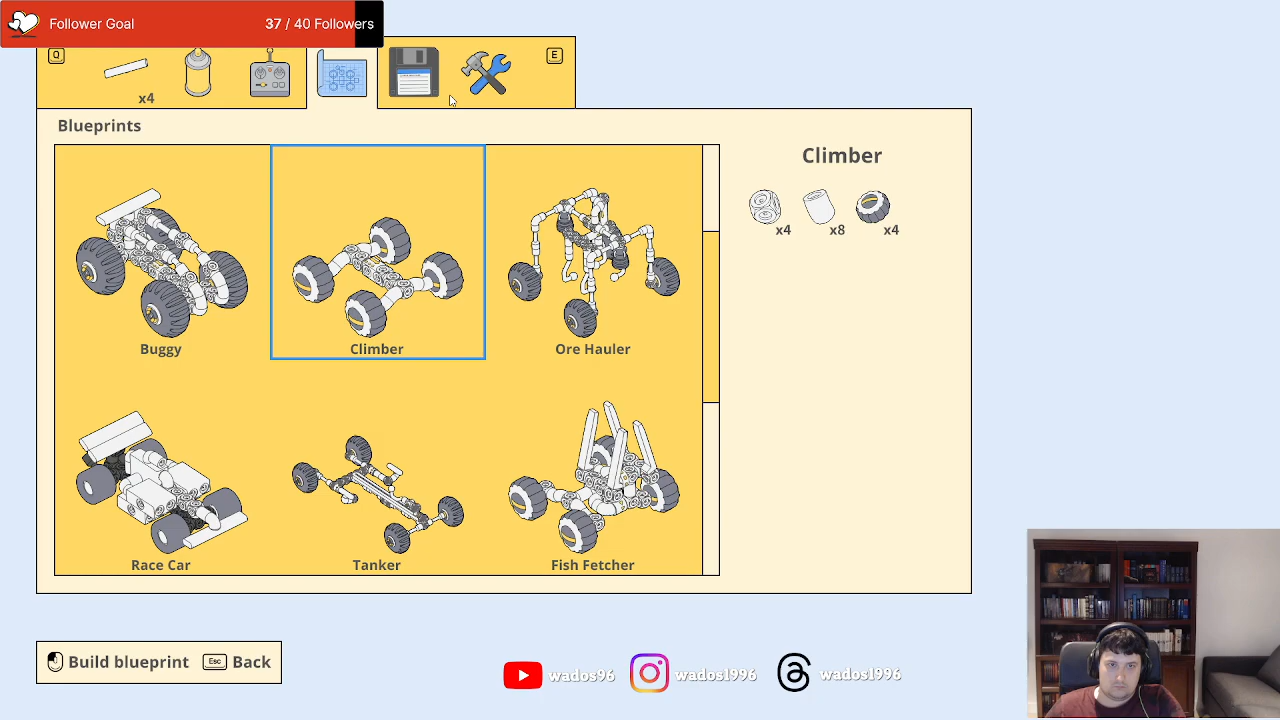 Follower Goal 37 / 40 Followers
Q E
x4
Blueprints
Climber
x4 x8 x4
Buggy Climber Ore Hauler
Race Car Tanker Fish Fetcher
Build blueprint Esc Back
wados96 wados1996 wados1996